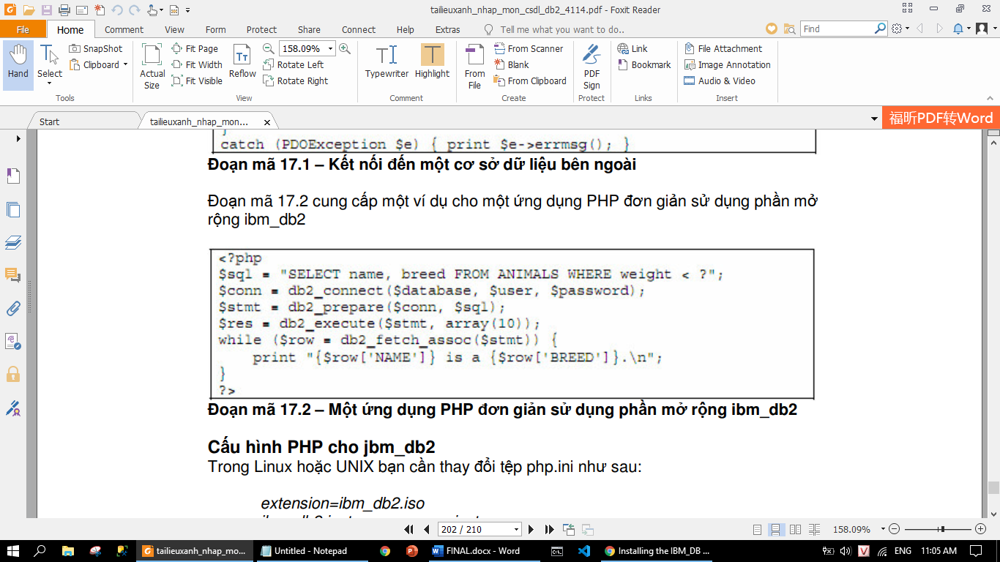 tailieuxanh_nhap_mon_csdl_db2_4114.pdf - Foxit Reader
File Home Comment View Form Protect Share Connect Help Extras Tell me what you want to do.. Find
Hand
Select
SnapShot
Clipboard
Tools
Actual Size
Fit Page
Fit Width
Fit Visible
Reflow
158.09%
Rotate Left
Rotate Right
View
Typewriter Highlight
Comment
From File
From Scanner
Blank
From Clipboard
Create
PDF Sign
Protect
Link
Bookmark
Links
File Attachment
Image Annotation
Audio & Video
Insert
Start tailieuxanh_nhap_mon... 福昕PDF转Word
}
catch (PDOException $e) { print $e->errmsg(); }
Đoạn mã 17.1 – Kết nối đến một cơ sở dữ liệu bên ngoài
Đoạn mã 17.2 cung cấp một ví dụ cho một ứng dụng PHP đơn giản sử dụng phần mở
rộng ibm_db2
<?php
$sql = "SELECT name, breed FROM ANIMALS WHERE weight < ?";
$conn = db2_connect($database, $user, $password);
$stmt = db2_prepare($conn, $sql);
$res = db2_execute($stmt, array(10));
while ($row = db2_fetch_assoc($stmt)) {
print "{$row['NAME']} is a {$row['BREED']}.\n";
}
?>
Đoạn mã 17.2 – Một ứng dụng PHP đơn giản sử dụng phần mở rộng ibm_db2
Cấu hình PHP cho jbm_db2
Trong Linux hoặc UNIX bạn cần thay đổi tệp php.ini như sau:
extension=ibm_db2.iso
202 / 210 158.09%
tailieuxanh_nhap_mo... Untitled - Notepad FINAL.docx - Word Installing the IBM_DB ... ENG 11:05 AM